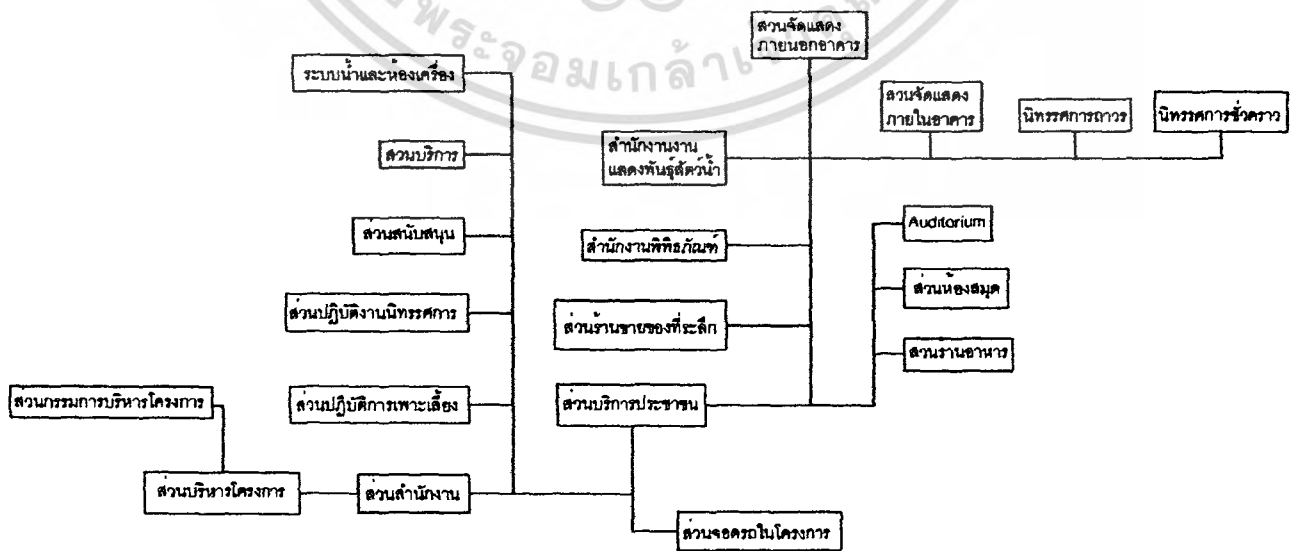 พระจอมเกล้าเจ
ส่วนจัดแสดง
ภายนอกอาคาร
ระบบน้ำและห้องเครื่อง
ส่วนจัดแสดง
ภายในอาคาร
นิทรรศการถาวร
นิทรรศการชั่วคราว
ส่วนบริการ
สำนักงานงาน
แสดงพันธุ์สัตว์น้ำ
ส่วนสนับสนุน
สำนักงานพิพิธภัณฑ์
Auditorium
ส่วนห้องสมุด
ส่วนปฏิบัติงานนิทรรศการ
ส่วนร้านขายของที่ระลึก
ส่วนร้านอาหาร
ส่วนกรรมการบริหารโครงการ
ส่วนปฏิบัติการเพาะเลี้ยง
ส่วนบริการประชาชน
ส่วนบริหารโครงการ
ส่วนสำนักงาน
ส่วนจอดรถในโครงการ